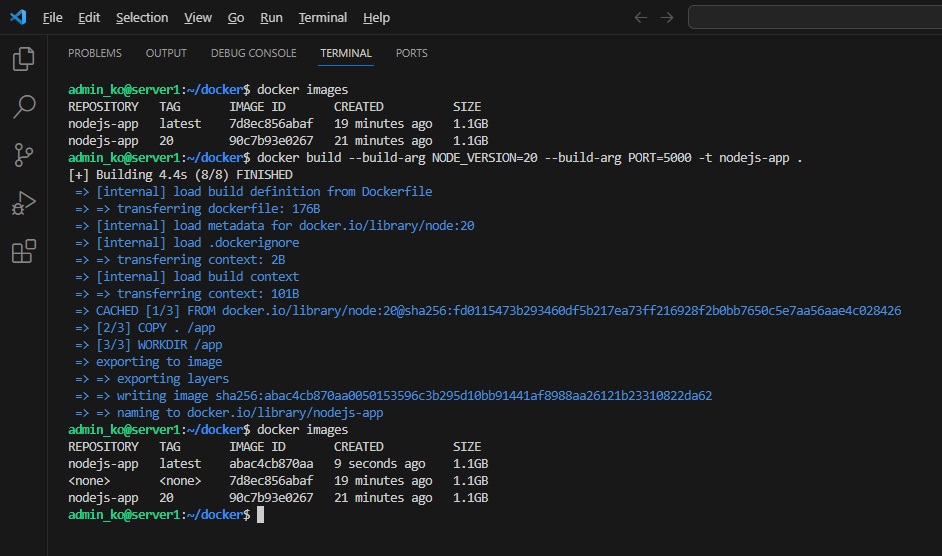 File Edit Selection View Go Run Terminal Help
PROBLEMS OUTPUT DEBUG CONSOLE TERMINAL PORTS
admin_ko@server1:~/docker$ docker images
REPOSITORY   TAG       IMAGE ID       CREATED          SIZE
nodejs-app   latest    7d8ec856abaf   19 minutes ago   1.1GB
nodejs-app   20        90c7b93e0267   21 minutes ago   1.1GB
admin_ko@server1:~/docker$ docker build --build-arg NODE_VERSION=20 --build-arg PORT=5000 -t nodejs-app .
[+] Building 4.4s (8/8) FINISHED
=> [internal] load build definition from Dockerfile
=> => transferring dockerfile: 176B
=> [internal] load metadata for docker.io/library/node:20
=> [internal] load .dockerignore
=> => transferring context: 2B
=> [internal] load build context
=> => transferring context: 101B
=> CACHED [1/3] FROM docker.io/library/node:20@sha256:fd0115473b293460df5b217ea73ff216928f2b0bb7650c5e7aa56aae4c028426
=> [2/3] COPY . /app
=> [3/3] WORKDIR /app
=> exporting to image
=> => exporting layers
=> => writing image sha256:abac4cb870aa0050153596c3b295d10bb91441af8988aa26121b23310822da62
=> => naming to docker.io/library/nodejs-app
admin_ko@server1:~/docker$ docker images
REPOSITORY   TAG       IMAGE ID       CREATED          SIZE
nodejs-app   latest    abac4cb870aa   9 seconds ago    1.1GB
<none>       <none>    7d8ec856abaf   19 minutes ago   1.1GB
nodejs-app   20        90c7b93e0267   21 minutes ago   1.1GB
admin_ko@server1:~/docker$